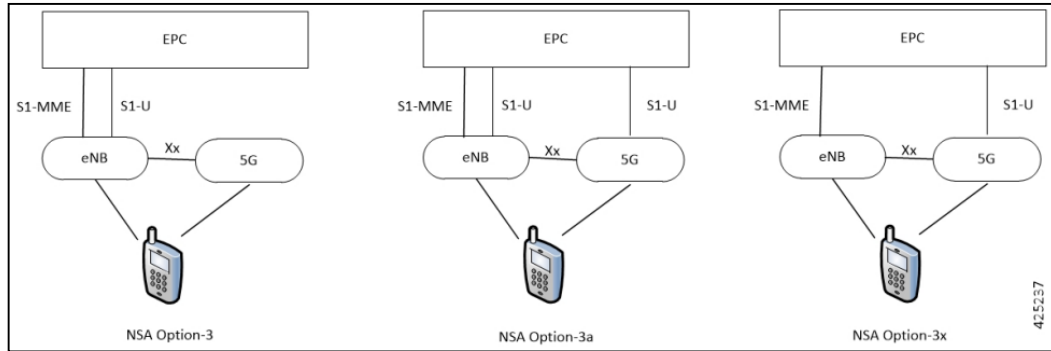 EPC
S1-MME
S1-U
eNB
Xx
5G
NSA Option-3
EPC
S1-MME
S1-U
S1-U
eNB
Xx
5G
NSA Option-3a
EPC
S1-MME
S1-U
eNB
Xx
5G
NSA Option-3x
425237